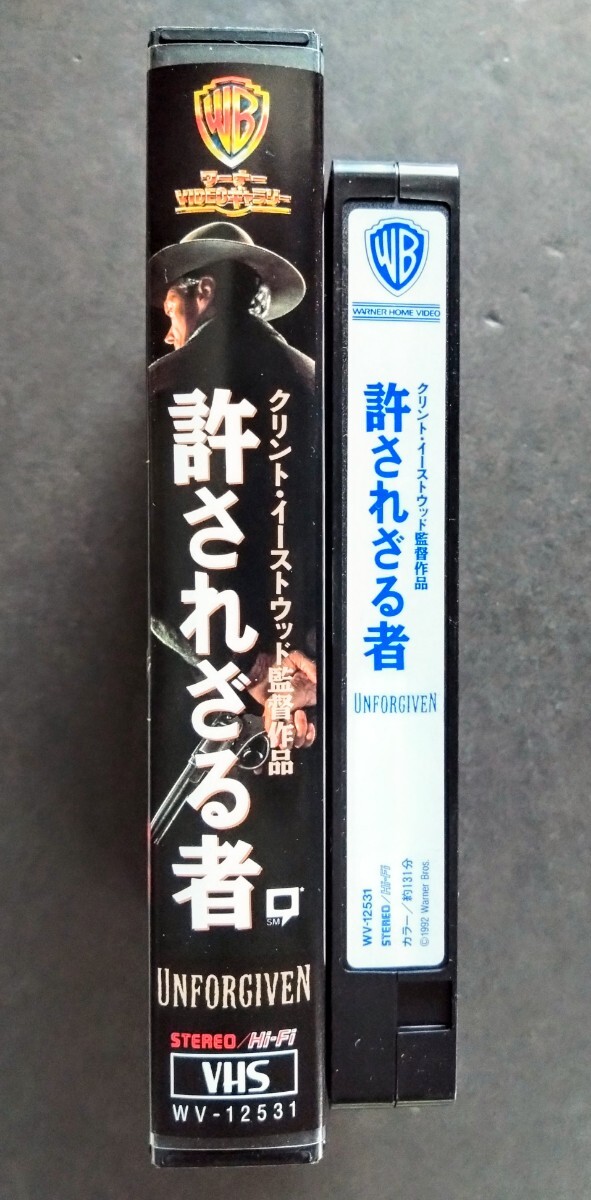 WB
ワーナー
VIDEOギャラリー
クリント・イーストウッド監督作品
許されざる者
SM
UNFORGIVEN
STEREO/Hi-Fi
VHS
WV-12531
WB
WARNER HOME VIDEO
クリント・イーストウッド監督作品
許されざる者
UNFORGIVEN
WV-12531
STEREO/Hi-Fi
カラー/約131分
©1992 Warner Bros.